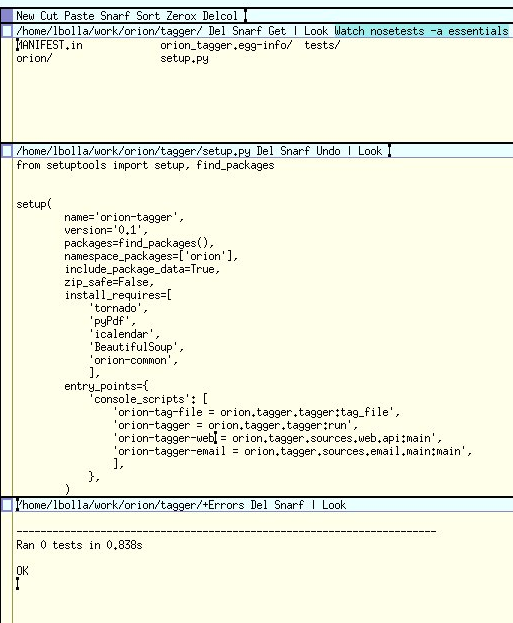 New Cut Paste Snarf Sort Zerox Delcol
/home/lbolla/work/orion/tagger/ Del Snarf Get | Look Watch nosetests -a essentials
MANIFEST.in orion_tagger.egg-info/ tests/
orion/ setup.py
/home/lbolla/work/orion/tagger/setup.py Del Snarf Undo | Look
from setuptools import setup, find_packages
setup(
name='orion-tagger',
version='0.1',
packages=find_packages(),
namespace_packages=['orion'],
include_package_data=True,
zip_safe=False,
install_requires=[
'tornado',
'pyPdf',
'icalendar',
'BeautifulSoup',
'orion-common',
],
entry_points={
'console_scripts': [
'orion-tag-file = orion.tagger.tagger:tag_file',
'orion-tagger = orion.tagger.tagger:run',
'orion-tagger-web = orion.tagger.sources.web.api:main',
'orion-tagger-email = orion.tagger.sources.email.main:main',
],
},
)
/home/lbolla/work/orion/tagger/+Errors Del Snarf | Look
----------------------------------------------------------------------
Ran 0 tests in 0.838s
OK